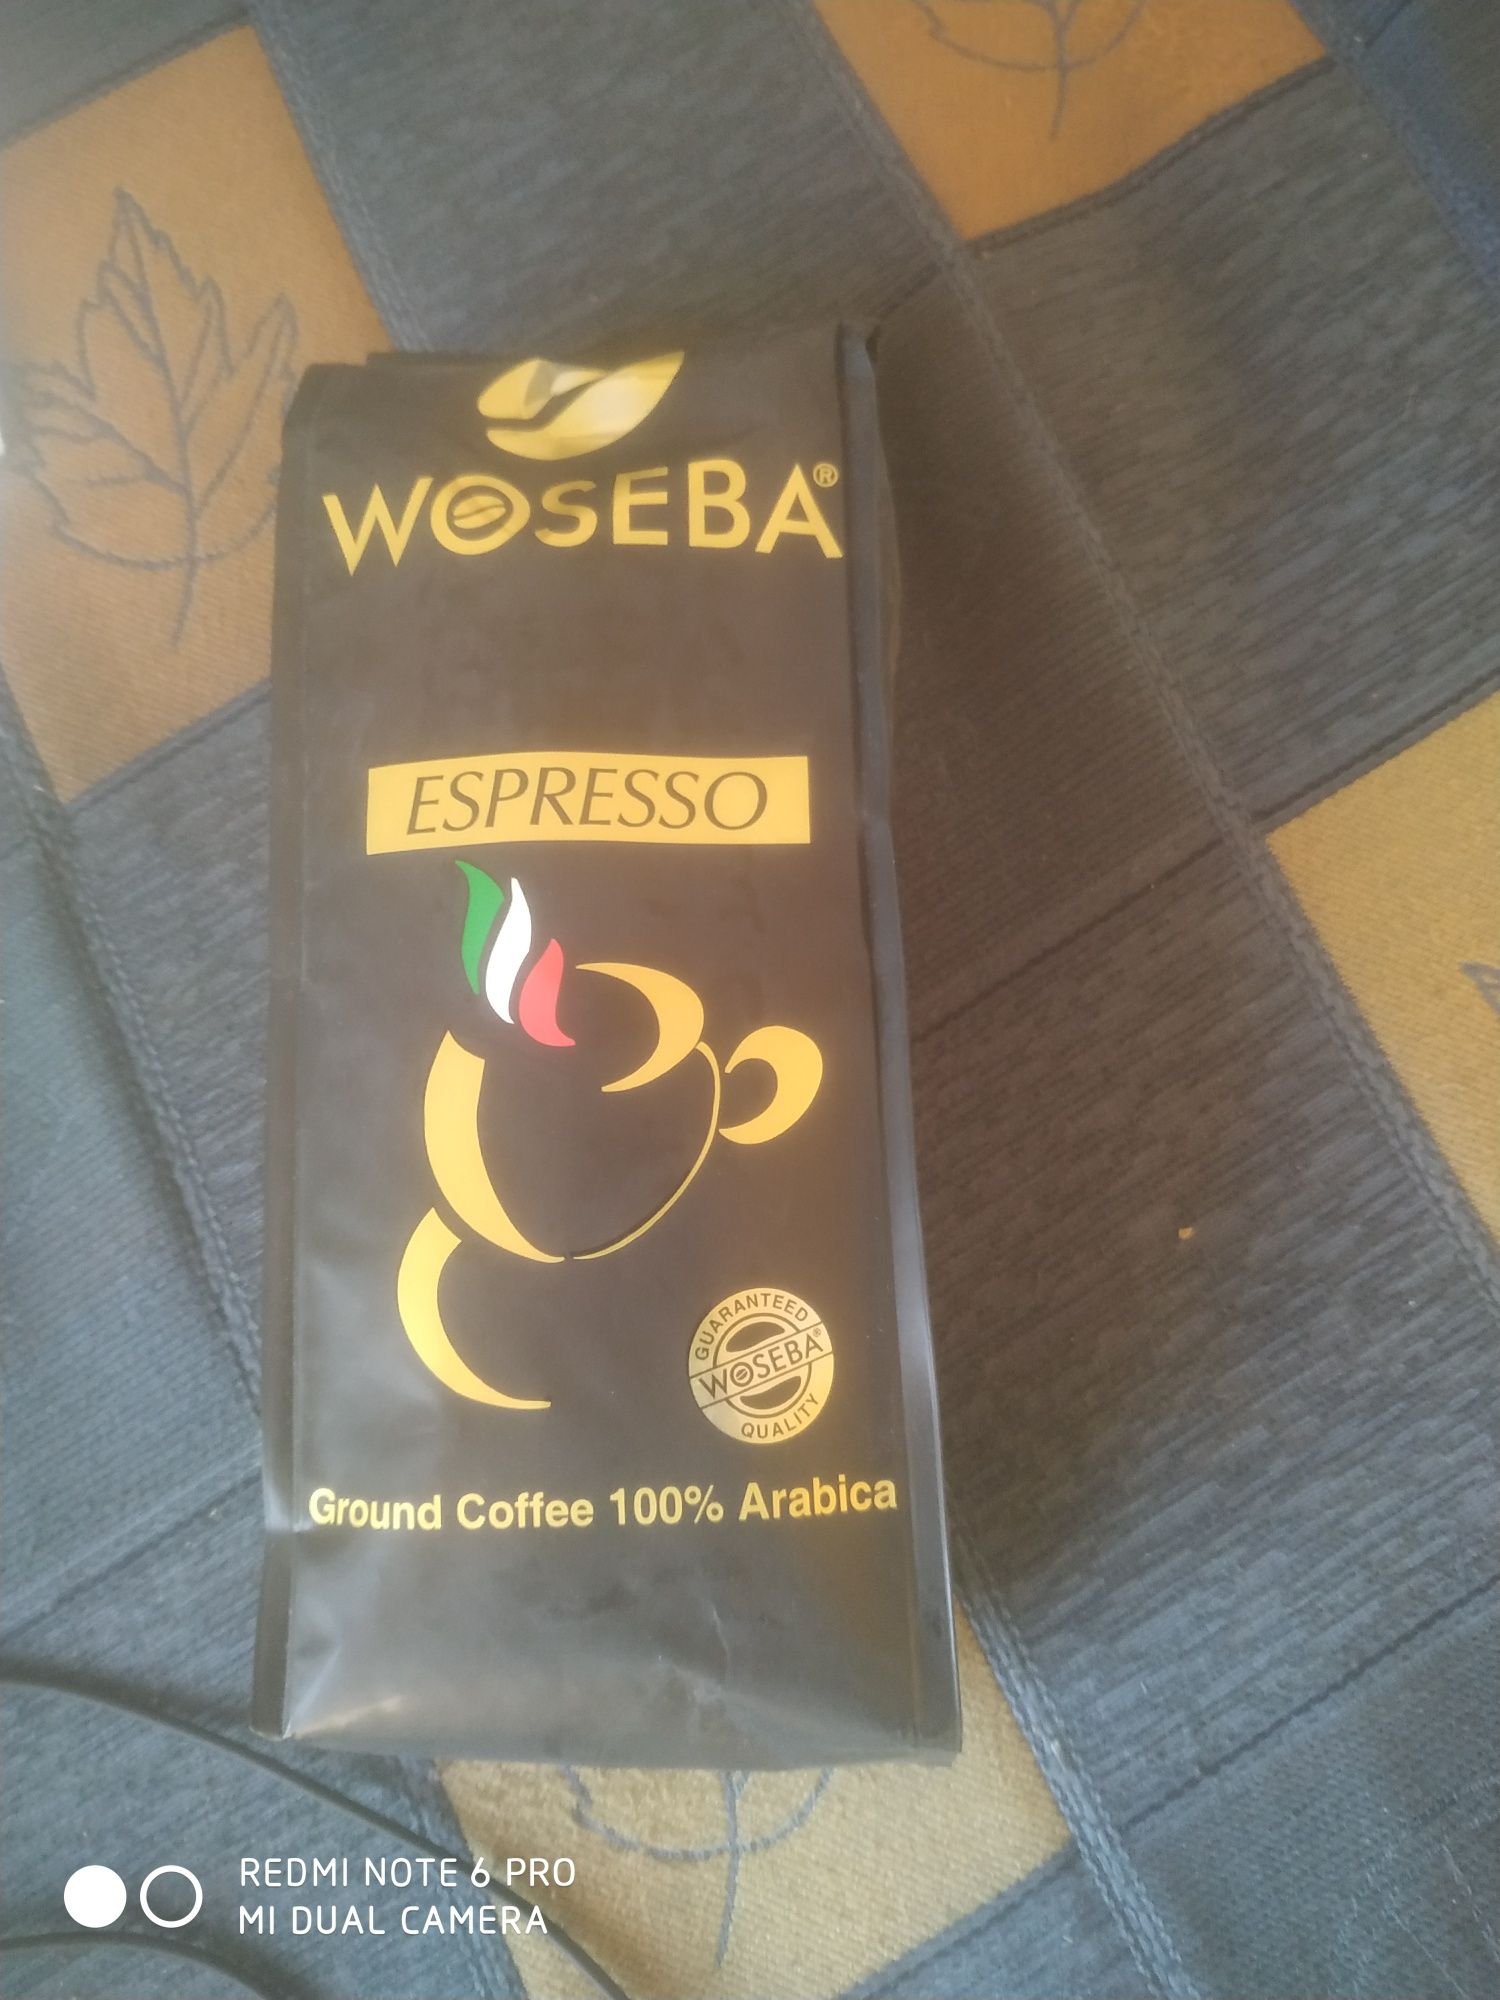 WOSEBA®
ESPRESSO
GUARANTEED
WOSEBA®
QUALITY
Ground Coffee 100% Arabica
REDMI NOTE 6 PRO
MI DUAL CAMERA